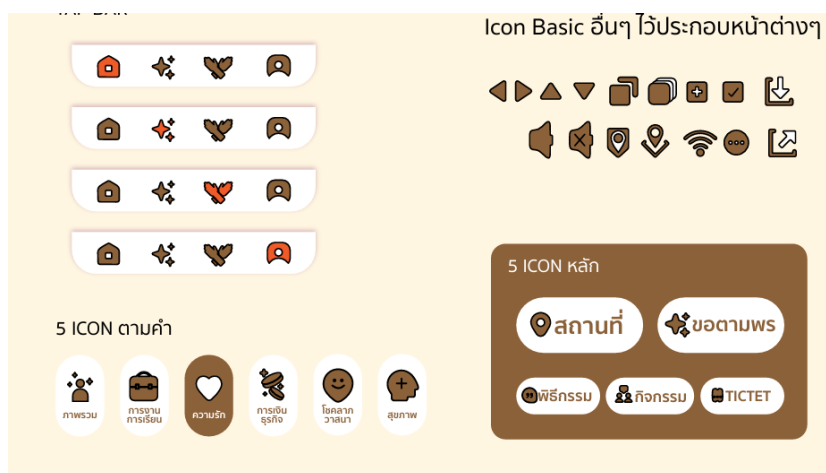 TAP BAR
Icon Basic อื่นๆ ไว้ประกอบหน้าต่างๆ
5 ICON ตามคำ
ภาพรวม
การงาน
การเรียน
ความรัก
การเงิน
ธุรกิจ
โชคลาภ
วาสนา
สุขภาพ
5 ICON หลัก
สถานที่
ขอตามพร
พิธีกรรม
กิจกรรม
TICTET